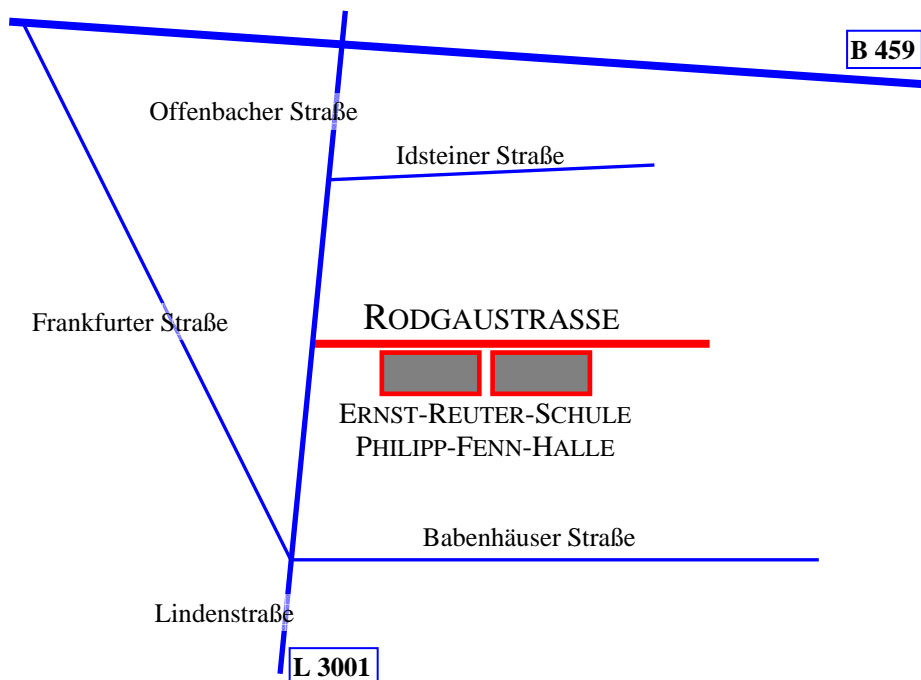 B 459
Offenbacher Straße
Idsteiner Straße
Frankfurter Straße
RODGAUSTRASSE
ERNST-REUTER-SCHULE
PHILIPP-FENN-HALLE
Babenhäuser Straße
Lindenstraße
L 3001